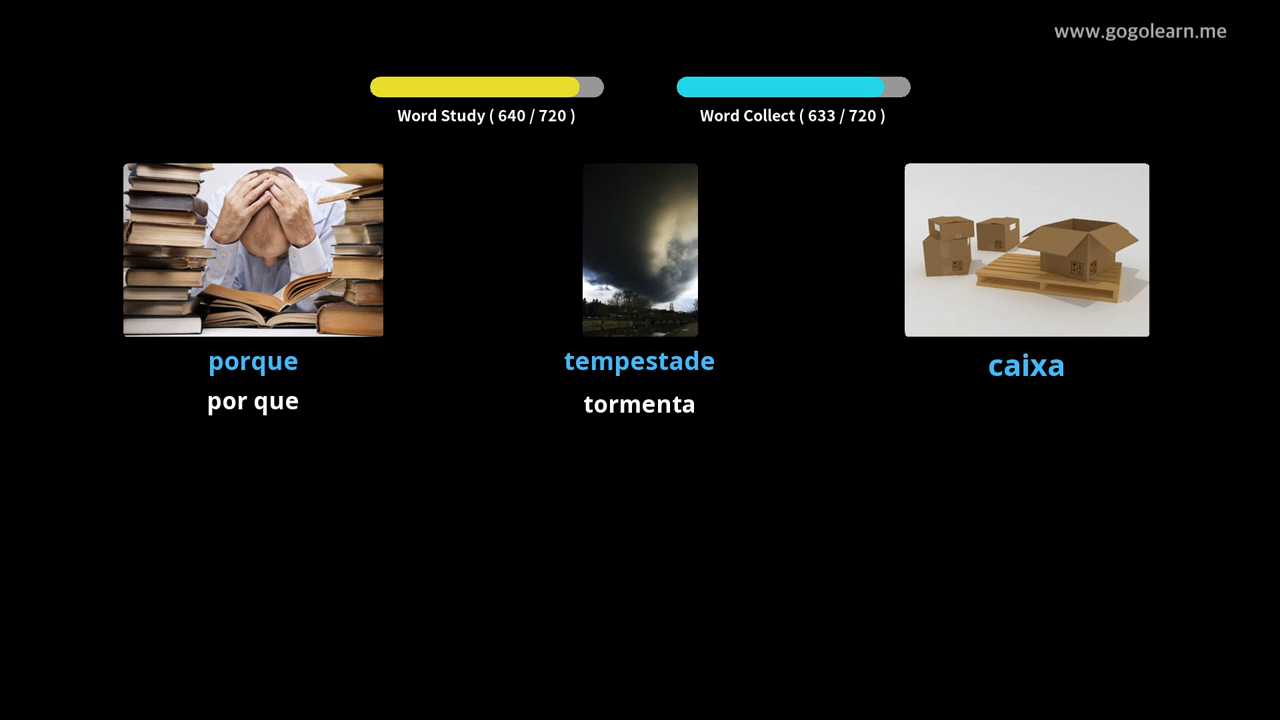 www.gogolearn.me
Word Study ( 640 / 720 )
Word Collect ( 633 / 720 )
porque
por que
tempestade
tormenta
caixa